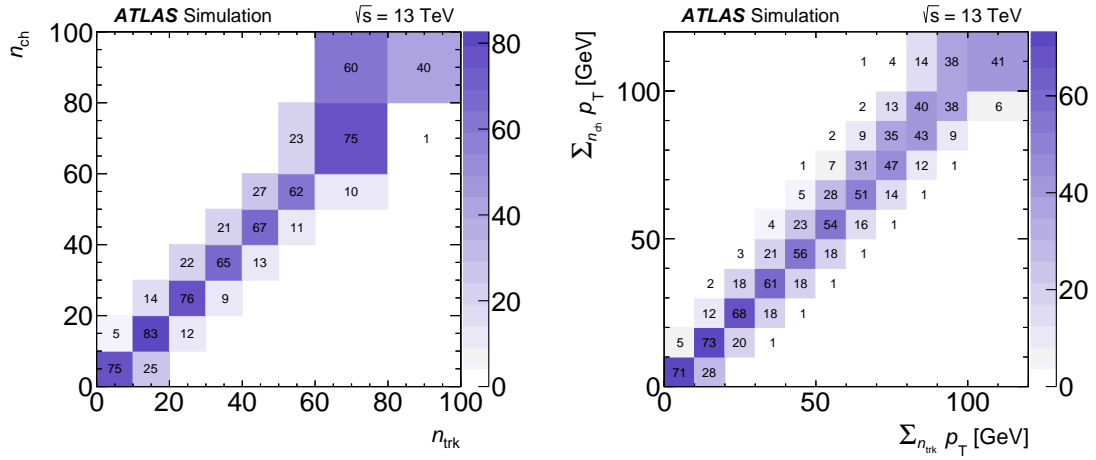 ATLAS Simulation √s = 13 TeV
n_ch
100
80
60
40
20
0
60 40
23 75 1
27 62 10
21 67 11
22 65 13
14 76 9
5 83 12
75 25
0 20 40 60 80 100
n_trk
80
60
40
20
0
ATLAS Simulation √s = 13 TeV
Σ_{n_ch} p_T [GeV]
100
50
0
1 4 14 38 41
2 13 40 38 6
2 9 35 43 9
1 7 31 47 12 1
5 28 51 14 1
4 23 54 16 1
3 21 56 18 1
2 18 61 18 1
12 68 18 1
5 73 20 1
71 28
0 50 100
Σ_{n_trk} p_T [GeV]
60
40
20
0